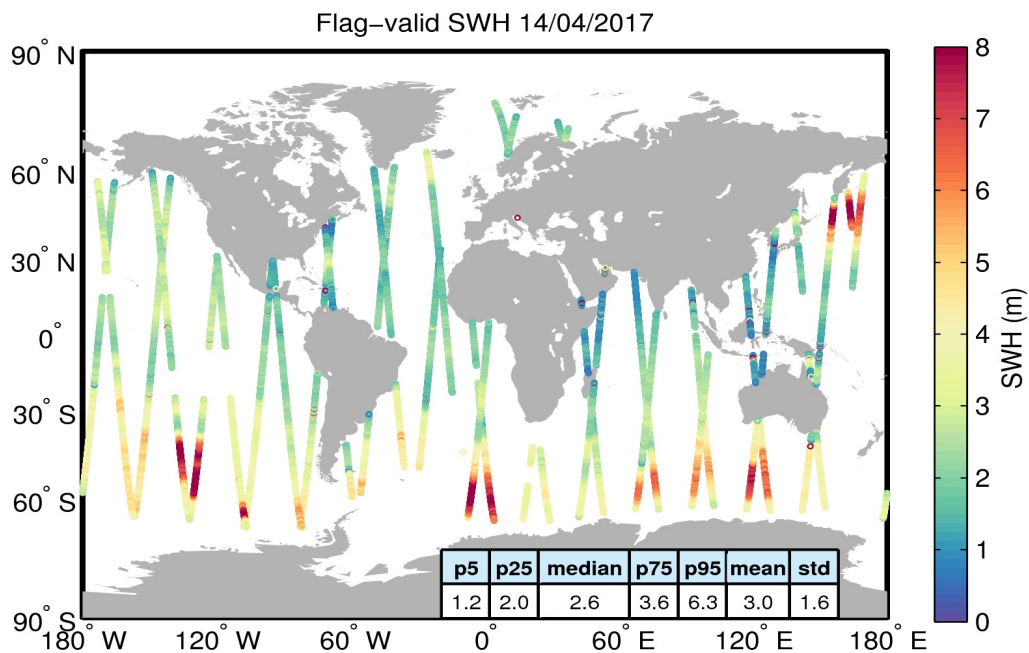 Flag−valid SWH 14/04/2017
90° N
60° N
30° N
0°
30° S
60° S
90° S
180° W
120° W
60° W
0°
60° E
120° E
180° E
p5 p25 median p75 p95 mean std
1.2 2.0 2.6 3.6 6.3 3.0 1.6
8
7
6
5
4
3
2
1
0
SWH (m)